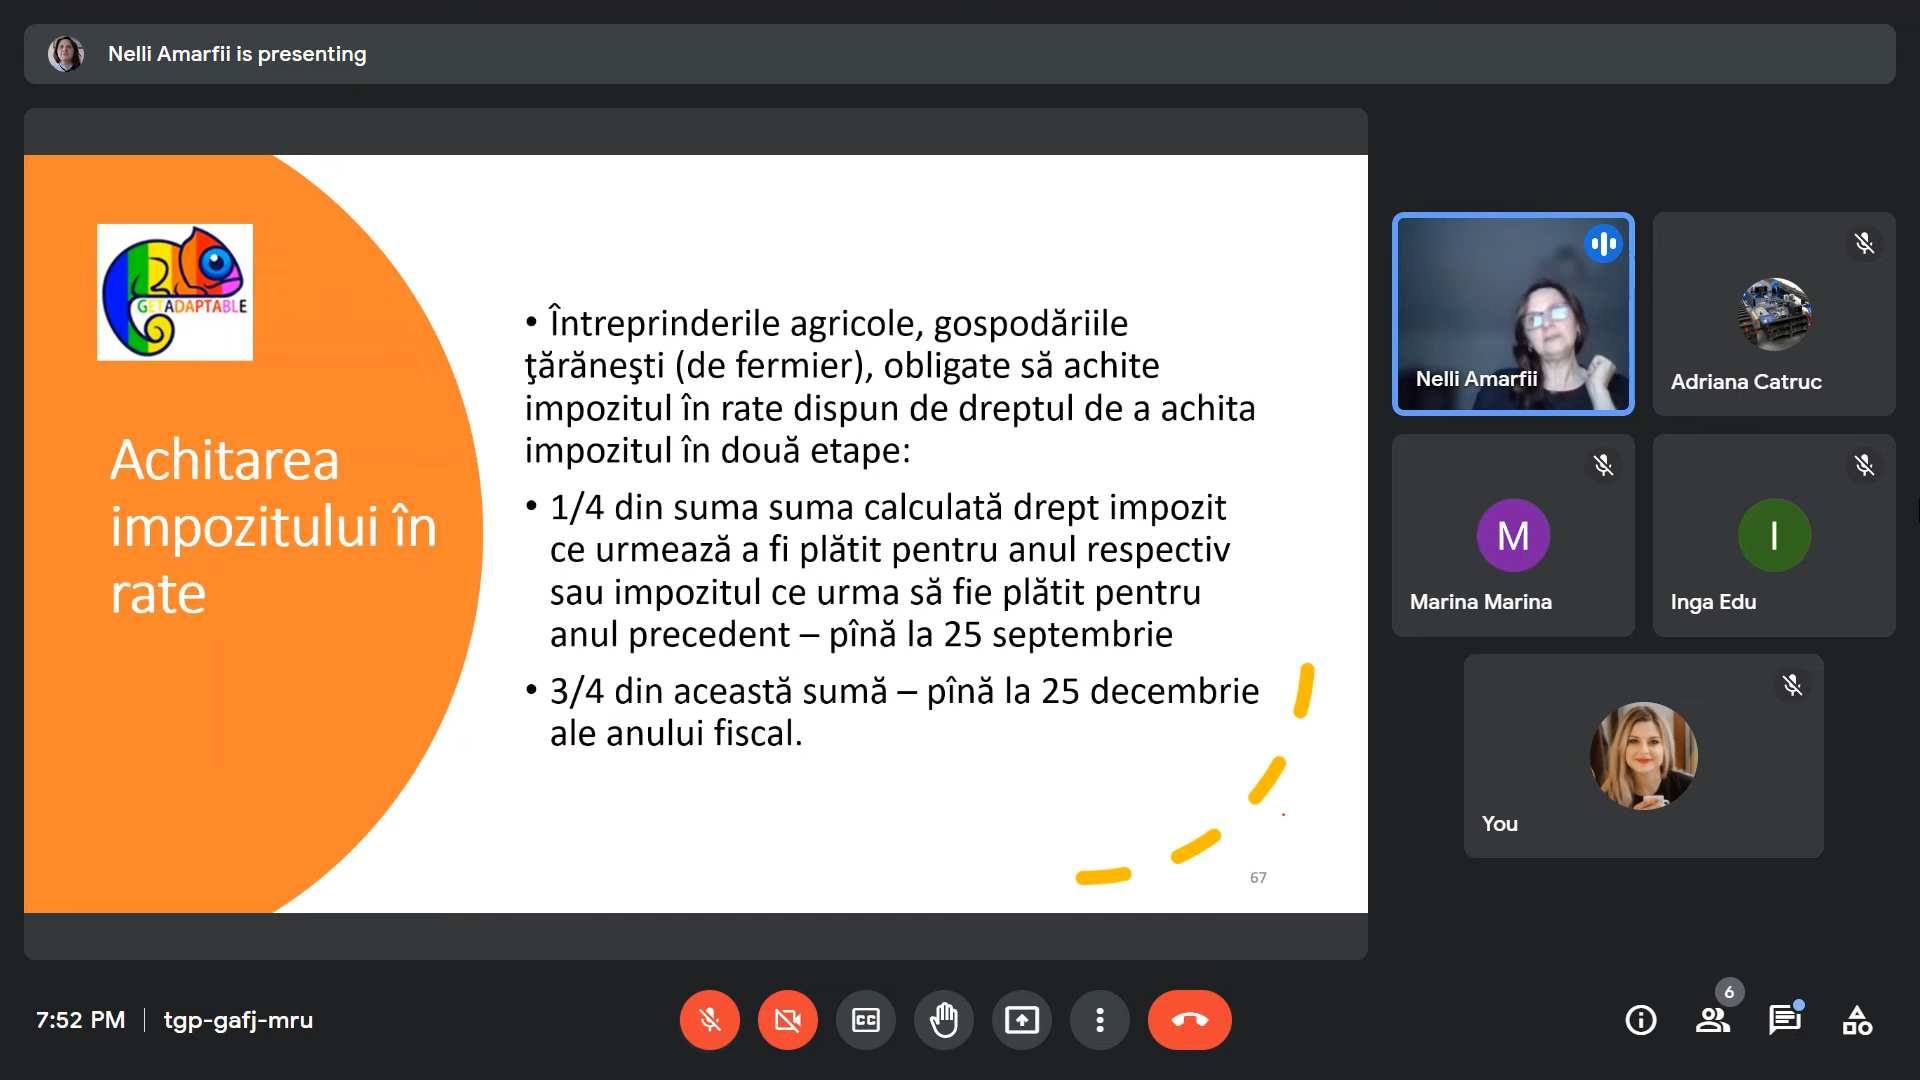 Nelli Amarfii is presenting
GETADAPTABLE
Achitarea
impozitului în
rate
• Întreprinderile agricole, gospodăriile
ţărăneşti (de fermier), obligate să achite
impozitul în rate dispun de dreptul de a achita
impozitul în două etape:
• 1/4 din suma suma calculată drept impozit
ce urmează a fi plătit pentru anul respectiv
sau impozitul ce urma să fie plătit pentru
anul precedent – pînă la 25 septembrie
• 3/4 din această sumă – pînă la 25 decembrie
ale anului fiscal.
67
Nelli Amarfii
Adriana Catruc
M
Marina Marina
I
Inga Edu
You
7:52 PM
tgp-gafj-mru
CC
6